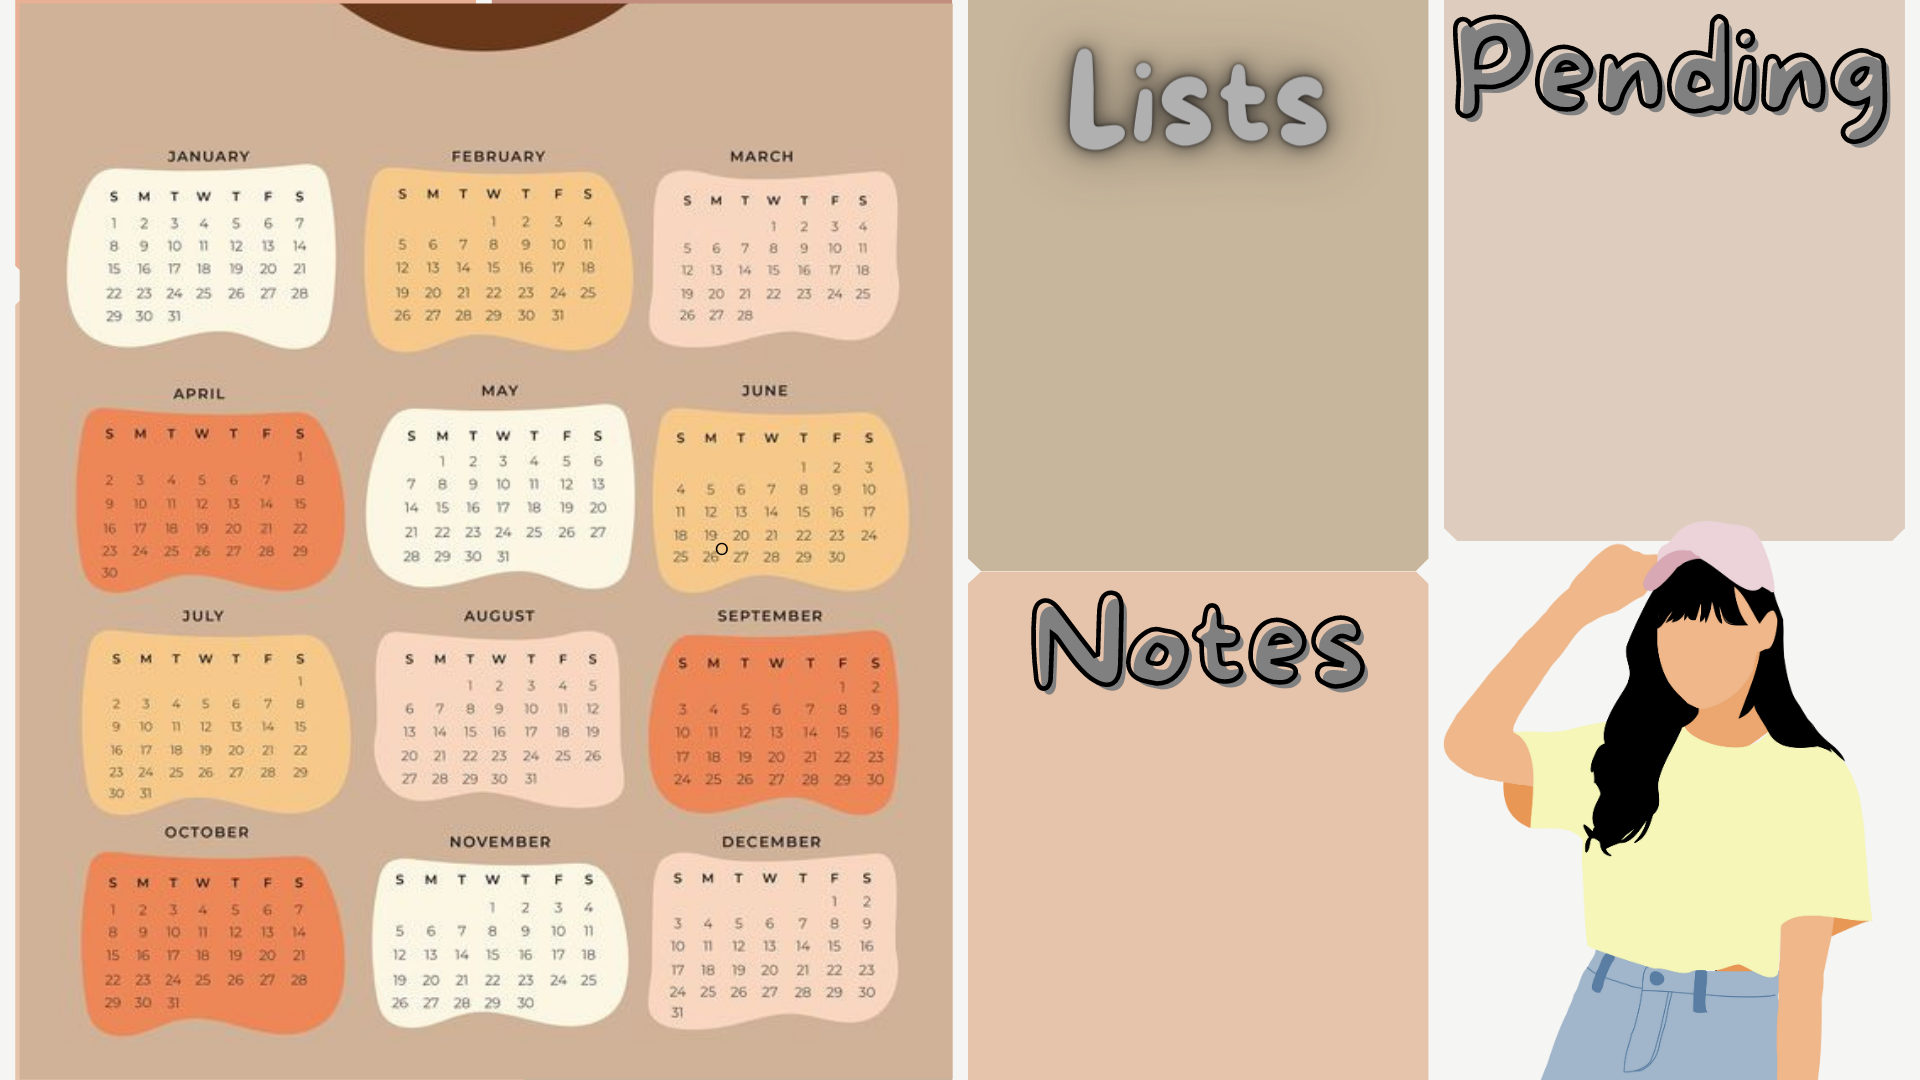 JANUARY
S M T W T F S
1 2 3 4 5 6 7
8 9 10 11 12 13 14
15 16 17 18 19 20 21
22 23 24 25 26 27 28
29 30 31
FEBRUARY
S M T W T F S
1 2 3 4
5 6 7 8 9 10 11
12 13 14 15 16 17 18
19 20 21 22 23 24 25
26 27 28 29 30 31
MARCH
S M T W T F S
1 2 3 4
5 6 7 8 9 10 11
12 13 14 15 16 17 18
19 20 21 22 23 24 25
26 27 28
APRIL
S M T W T F S
1
2 3 4 5 6 7 8
9 10 11 12 13 14 15
16 17 18 19 20 21 22
23 24 25 26 27 28 29
30
MAY
S M T W T F S
1 2 3 4 5 6
7 8 9 10 11 12 13
14 15 16 17 18 19 20
21 22 23 24 25 26 27
28 29 30 31
JUNE
S M T W T F S
1 2 3
4 5 6 7 8 9 10
11 12 13 14 15 16 17
18 19 20 21 22 23 24
25 26 27 28 29 30
JULY
S M T W T F S
1
2 3 4 5 6 7 8
9 10 11 12 13 14 15
16 17 18 19 20 21 22
23 24 25 26 27 28 29
30 31
AUGUST
S M T W T F S
1 2 3 4 5
6 7 8 9 10 11 12
13 14 15 16 17 18 19
20 21 22 23 24 25 26
27 28 29 30 31
SEPTEMBER
S M T W T F S
1 2
3 4 5 6 7 8 9
10 11 12 13 14 15 16
17 18 19 20 21 22 23
24 25 26 27 28 29 30
OCTOBER
S M T W T F S
1 2 3 4 5 6 7
8 9 10 11 12 13 14
15 16 17 18 19 20 21
22 23 24 25 26 27 28
29 30 31
NOVEMBER
S M T W T F S
1 2 3 4
5 6 7 8 9 10 11
12 13 14 15 16 17 18
19 20 21 22 23 24 25
26 27 28 29 30
DECEMBER
S M T W T F S
1 2
3 4 5 6 7 8 9
10 11 12 13 14 15 16
17 18 19 20 21 22 23
24 25 26 27 28 29 30
31
Lists
Notes
Pending